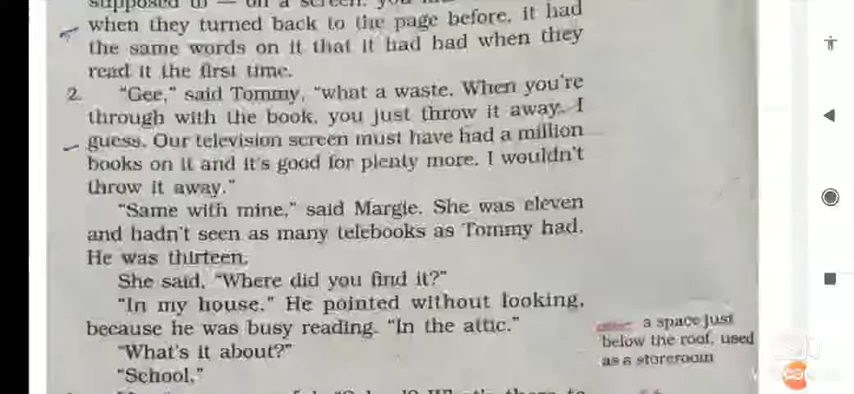 when they turned back to the page before, it had
the same words on it that it had had when they
read it the first time.
2. "Gee," said Tommy, "what a waste. When you're
through with the book, you just throw it away. I
guess. Our television screen must have had a million
books on it and it's good for plenty more. I wouldn't
throw it away."
"Same with mine," said Margie. She was eleven
and hadn't seen as many telebooks as Tommy had.
He was thirteen.
She said, "Where did you find it?"
"In my house." He pointed without looking,
because he was busy reading. "In the attic."
"What's it about?"
"School."
a space just
below the roof, used
as a storeroom